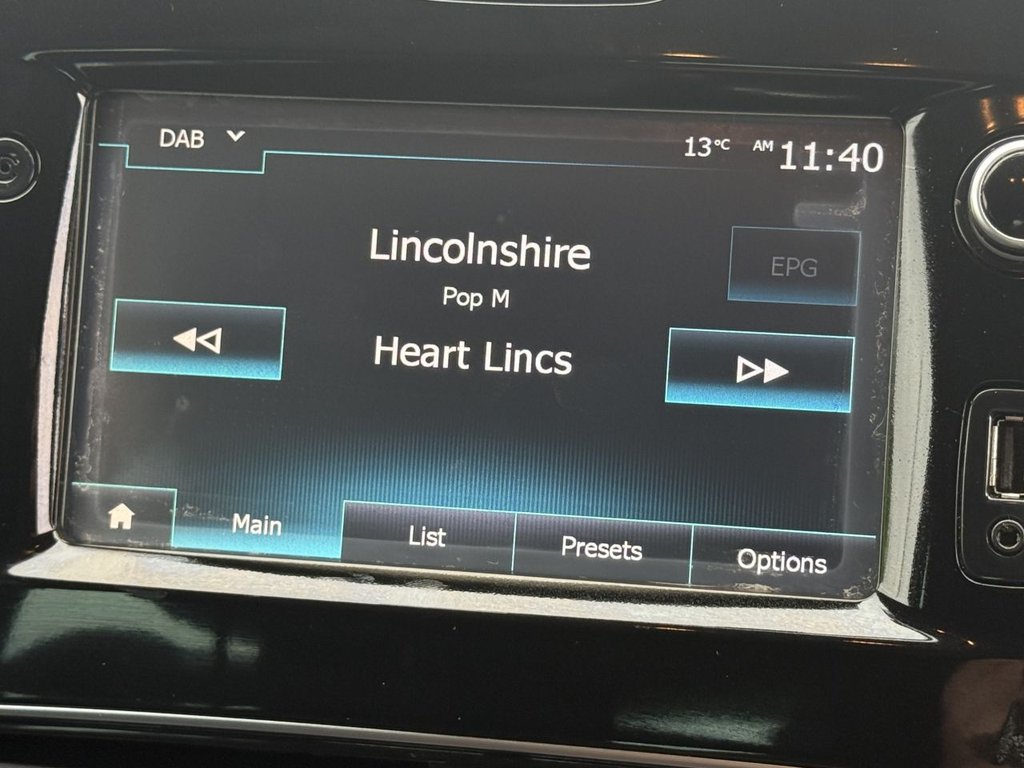 DAB
13°C AM 11:40
Lincolnshire
EPG
Pop M
Heart Lincs
Main
List
Presets
Options